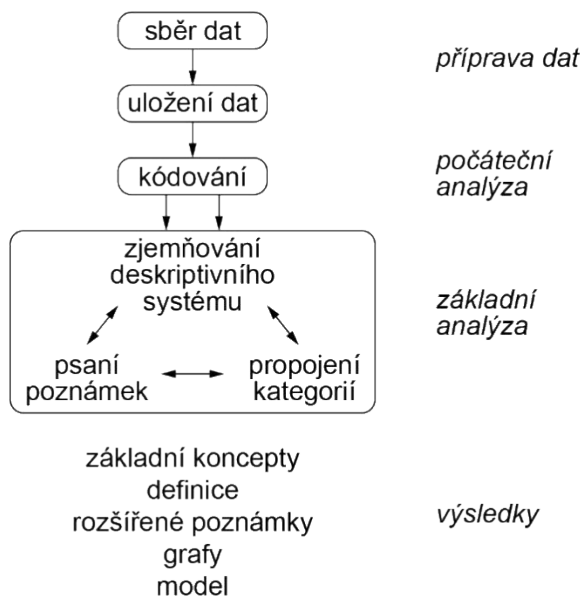 sběr dat
příprava dat
uložení dat
kódování
počáteční
analýza
zjemňování
deskriptivního
systému
základní
analýza
psaní
poznámek
propojení
kategorií
základní koncepty
definice
rozšířené poznámky
grafy
model
výsledky